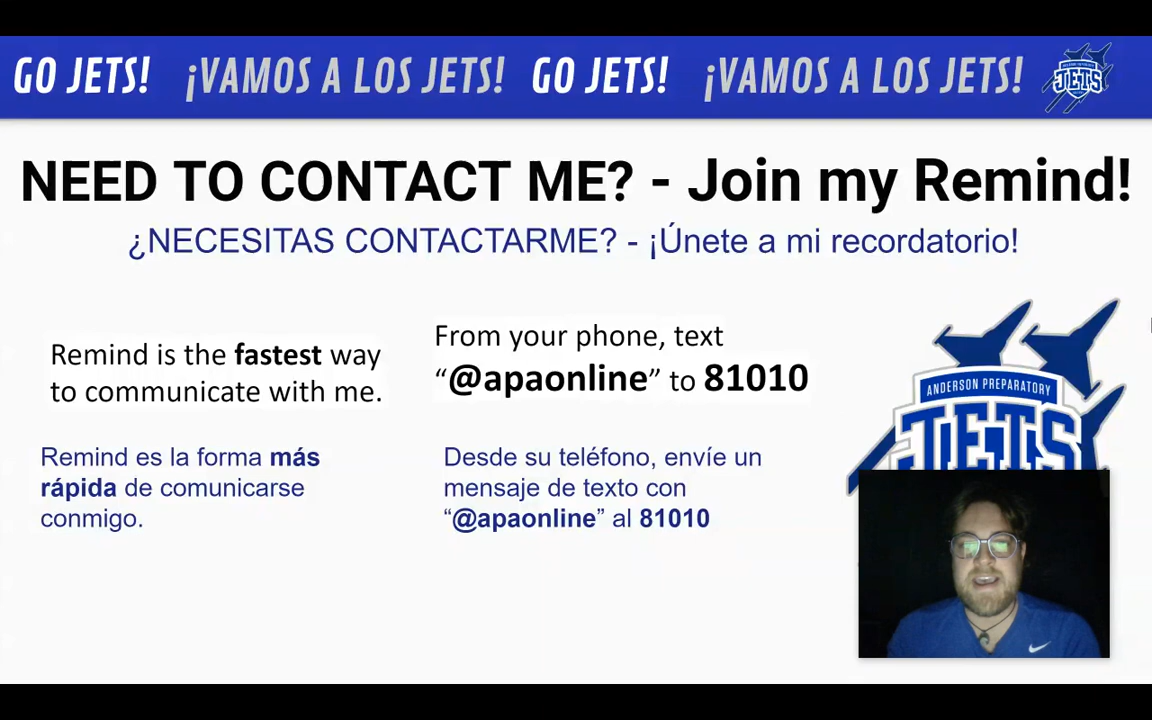 GO JETS! ¡VAMOS A LOS JETS! GO JETS! ¡VAMOS A LOS JETS! JETS
NEED TO CONTACT ME? - Join my Remind!
¿NECESITAS CONTACTARME? - ¡Únete a mi recordatorio!
Remind is the fastest way
to communicate with me.
Remind es la forma más
rápida de comunicarse
conmigo.
From your phone, text
“@apaonline” to 81010
Desde su teléfono, envíe un
mensaje de texto con
“@apaonline” al 81010
ANDERSON PREPARATORY
JETS